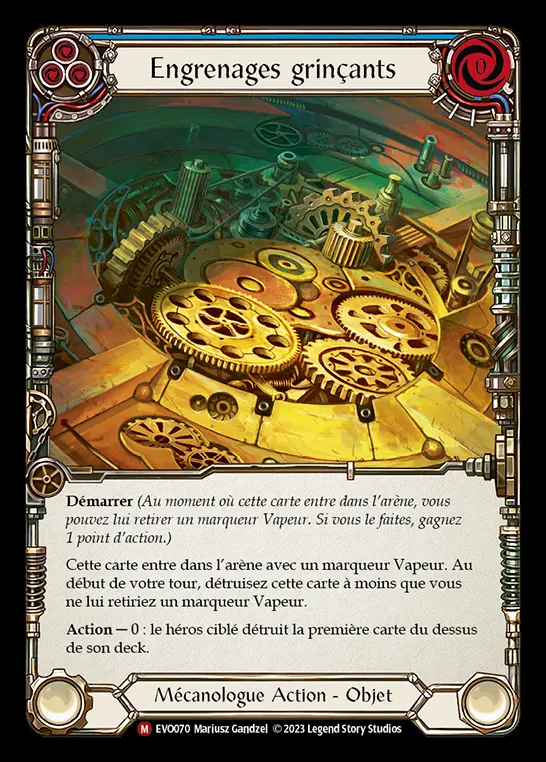 Engrenages grinçants
0
Démarrer (Au moment où cette carte entre dans l'arène, vous
pouvez lui retirer un marqueur Vapeur. Si vous le faites, gagnez
1 point d'action.)
Cette carte entre dans l'arène avec un marqueur Vapeur. Au
début de votre tour, détruisez cette carte à moins que vous
ne lui retiriez un marqueur Vapeur.
Action — 0 : le héros ciblé détruit la première carte du dessus
de son deck.
Mécanologue Action - Objet
M EVO070 Mariusz Gandzel © 2023 Legend Story Studios